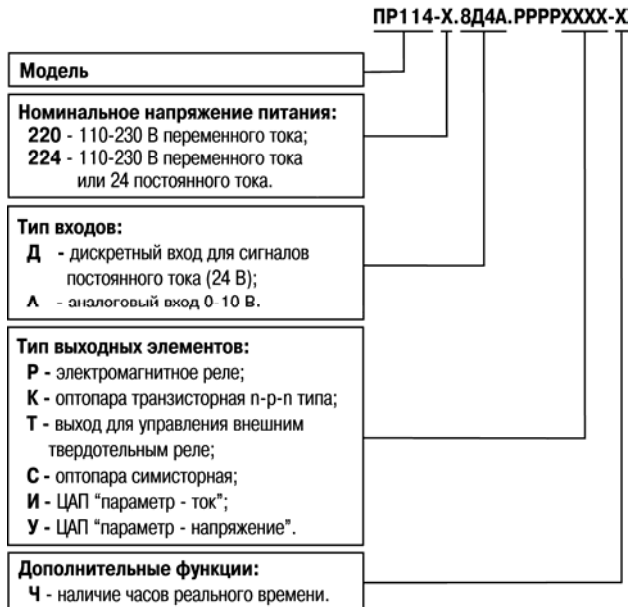 ПР114-Х.8Д4А.РРРРХХХХ-Х
Модель
Номинальное напряжение питания:
220 - 110-230 В переменного тока;
224 - 110-230 В переменного тока
или 24 постоянного тока.
Тип входов:
Д - дискретный вход для сигналов
постоянного тока (24 В);
А - аналоговый вход 0-10 В.
Тип выходных элементов:
Р - электромагнитное реле;
К - оптопара транзисторная n-p-n типа;
Т - выход для управления внешним
твердотельным реле;
С - оптопара симисторная;
И - ЦАП "параметр - ток";
У - ЦАП "параметр - напряжение".
Дополнительные функции:
Ч - наличие часов реального времени.